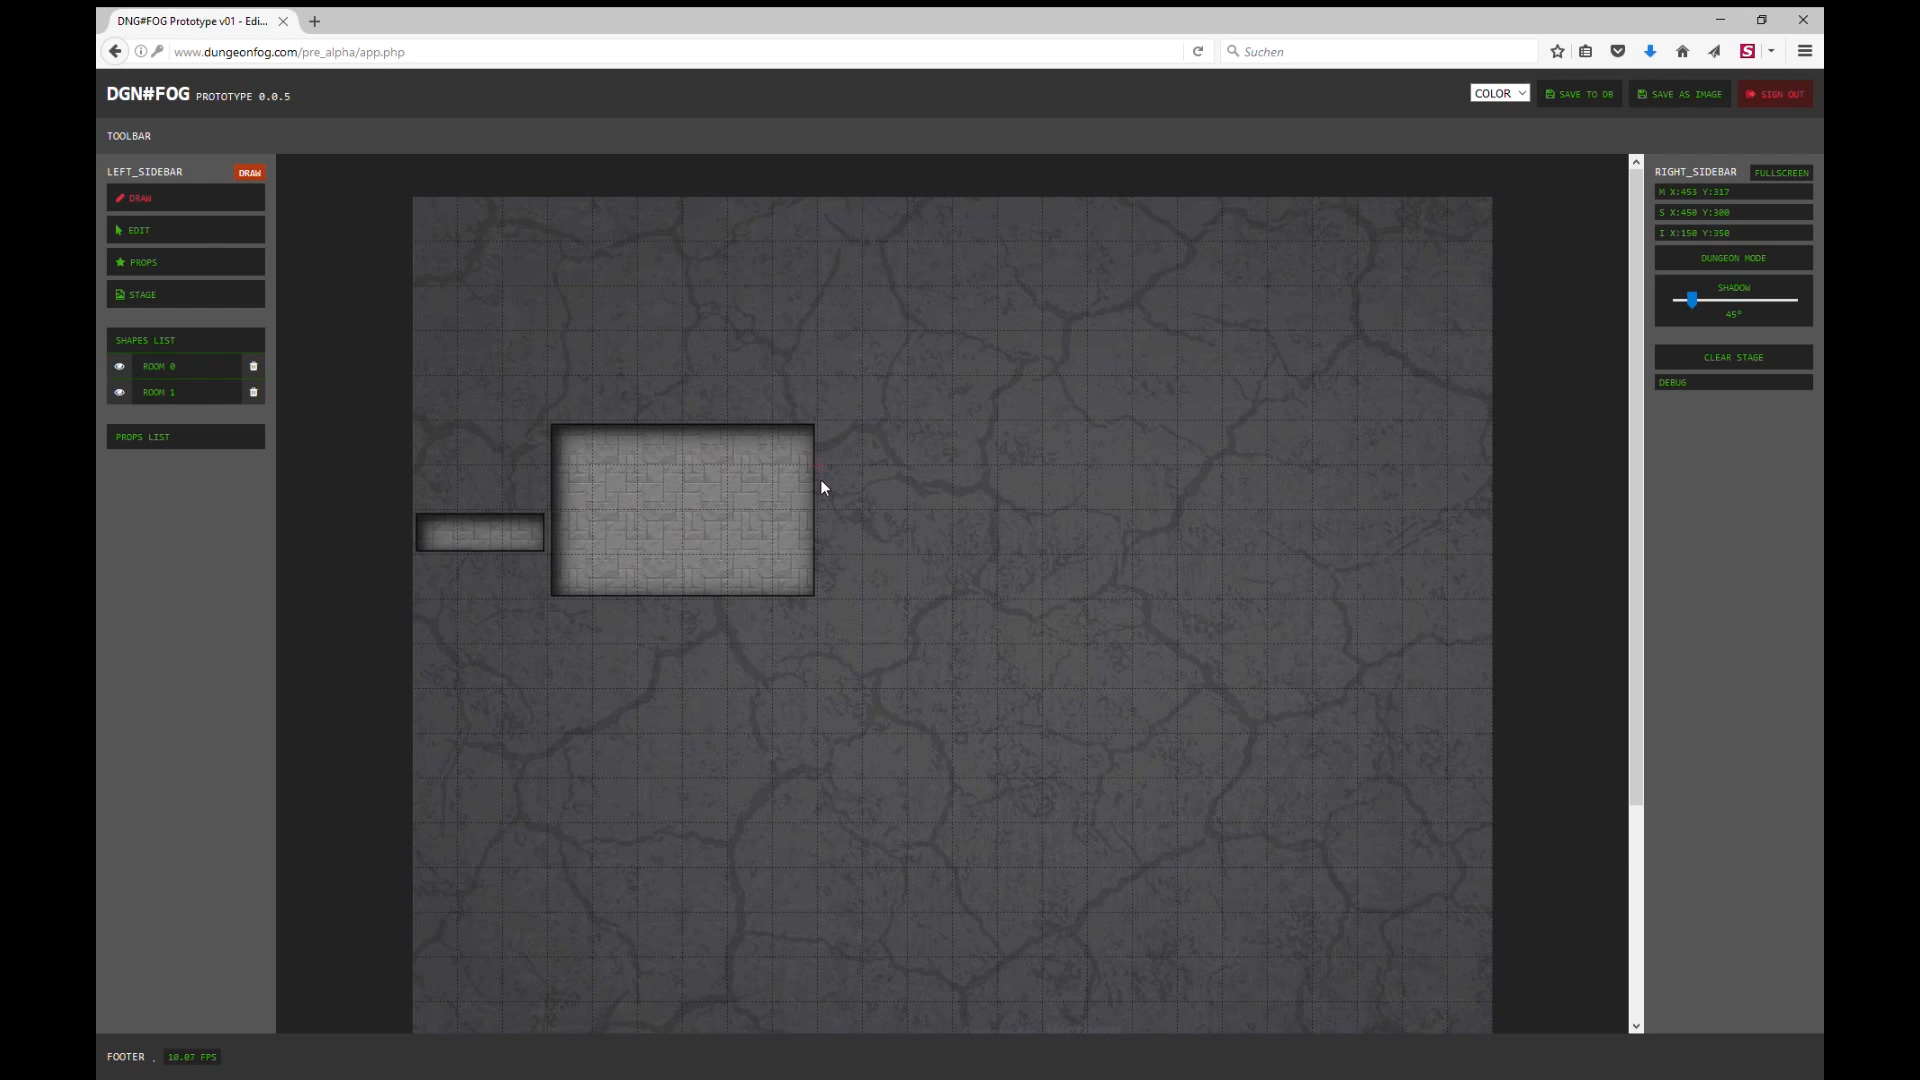 DNG#FOG Prototype v01 - Edi...
www.dungeonfog.com/pre_alpha/app.php
Suchen
S
DGN#FOG PROTOTYPE 0.0.5
COLOR
SAVE TO DB
SAVE AS IMAGE
SIGN OUT
TOOLBAR
LEFT_SIDEBAR
DRAW
DRAW
EDIT
PROPS
STAGE
SHAPES LIST
ROOM 0
ROOM 1
PROPS LIST
RIGHT_SIDEBAR
FULLSCREEN
M X:453 Y:317
S X:450 Y:300
I X:150 Y:350
DUNGEON MODE
SHADOW
45°
CLEAR STAGE
DEBUG
FOOTER .
10.07 FPS